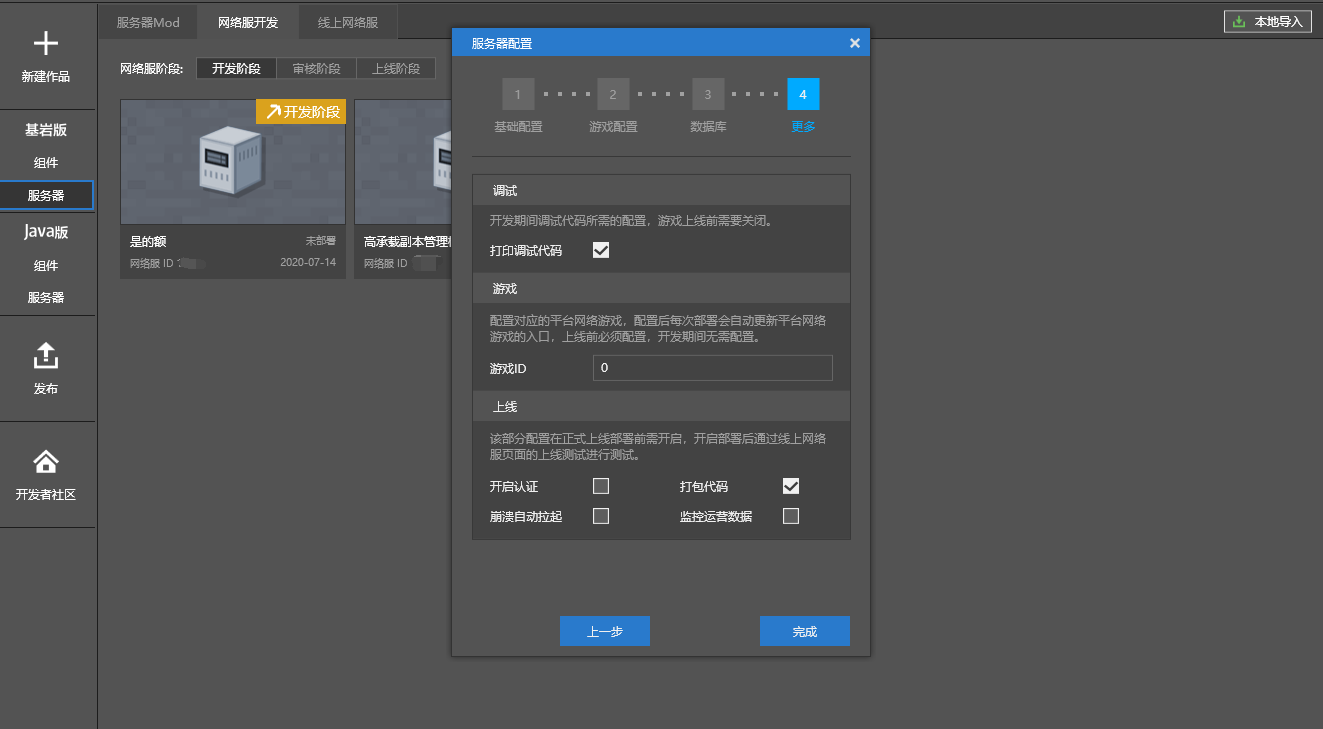 服务器Mod
网络服开发
线上网络服
本地导入
新建作品
基岩版
组件
服务器
Java版
组件
服务器
发布
开发者社区
网络服阶段:
开发阶段
审核阶段
上线阶段
开发阶段
是的额
未部署
网络服 ID
2020-07-14
高承载副本管理
网络服 ID
服务器配置
1
2
3
4
基础配置
游戏配置
数据库
更多
调试
开发期间调试代码所需的配置，游戏上线前需要关闭。
打印调试代码
游戏
配置对应的平台网络游戏，配置后每次部署会自动更新平台网络
游戏的入口，上线前必须配置，开发期间无需配置。
游戏ID
0
上线
该部分配置在正式上线部署前需开启，开启部署后通过线上网络
服页面的上线测试进行测试。
开启认证
打包代码
崩溃自动拉起
监控运营数据
上一步
完成